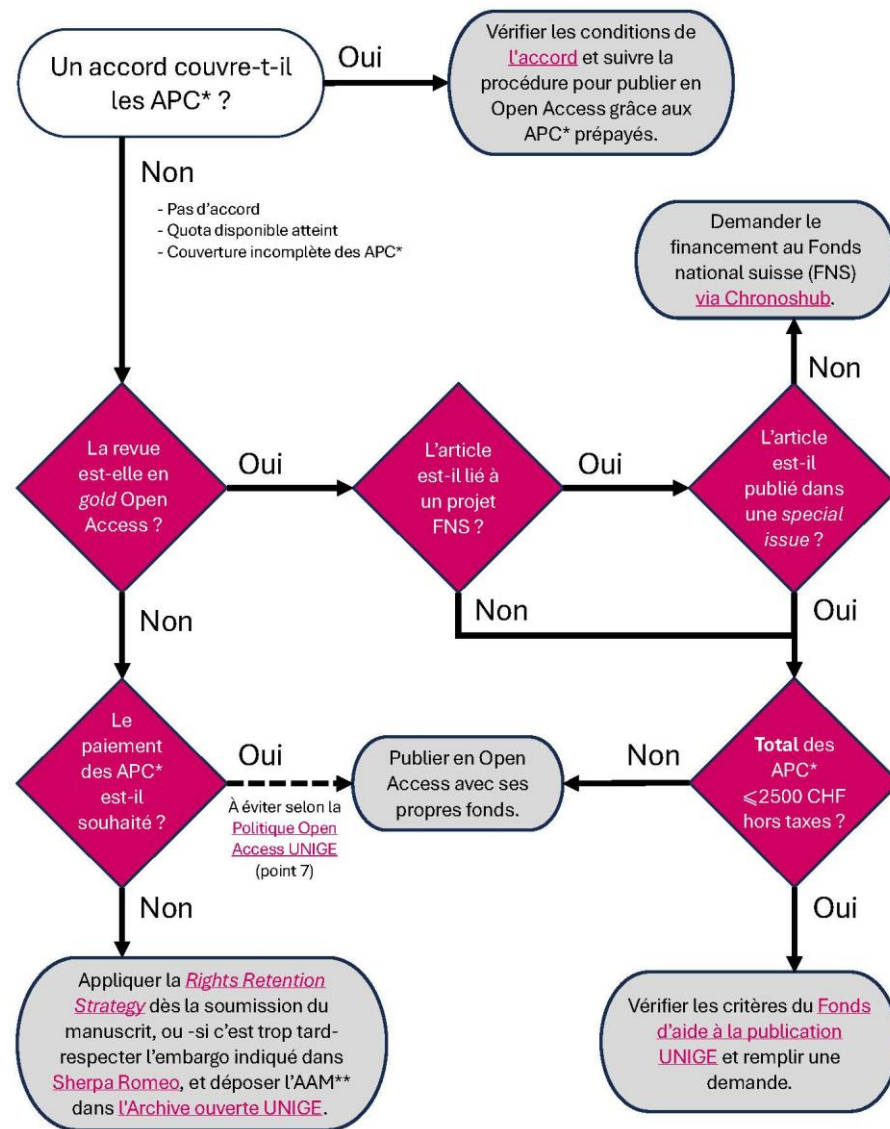 Un accord couvre-t-il
les APC* ?
Oui
Vérifier les conditions de
l'accord et suivre la
procédure pour publier en
Open Access grâce aux
APC* prépayés.
Non
- Pas d’accord
- Quota disponible atteint
- Couverture incomplète des APC*
Demander le
financement au Fonds
national suisse (FNS)
via Chronoshub.
Non
La revue
est-elle en
gold Open
Access ?
Oui
L’article
est-il lié à
un projet
FNS ?
Oui
L’article
est-il
publié dans
une special
issue ?
Non
Non
Oui
Le
paiement
des APC*
est-il
souhaité ?
Oui
À éviter selon la
Politique Open
Access UNIGE
(point 7)
Publier en Open
Access avec ses
propres fonds.
Non
Total des
APC*
⩽2500 CHF
hors taxes ?
Non
Oui
Appliquer la Rights Retention
Strategy dès la soumission du
manuscrit, ou -si c’est trop tard-
respecter l’embargo indiqué dans
Sherpa Romeo, et déposer l’AAM**
dans l'Archive ouverte UNIGE.
Vérifier les critères du Fonds
d’aide à la publication
UNIGE et remplir une
demande.